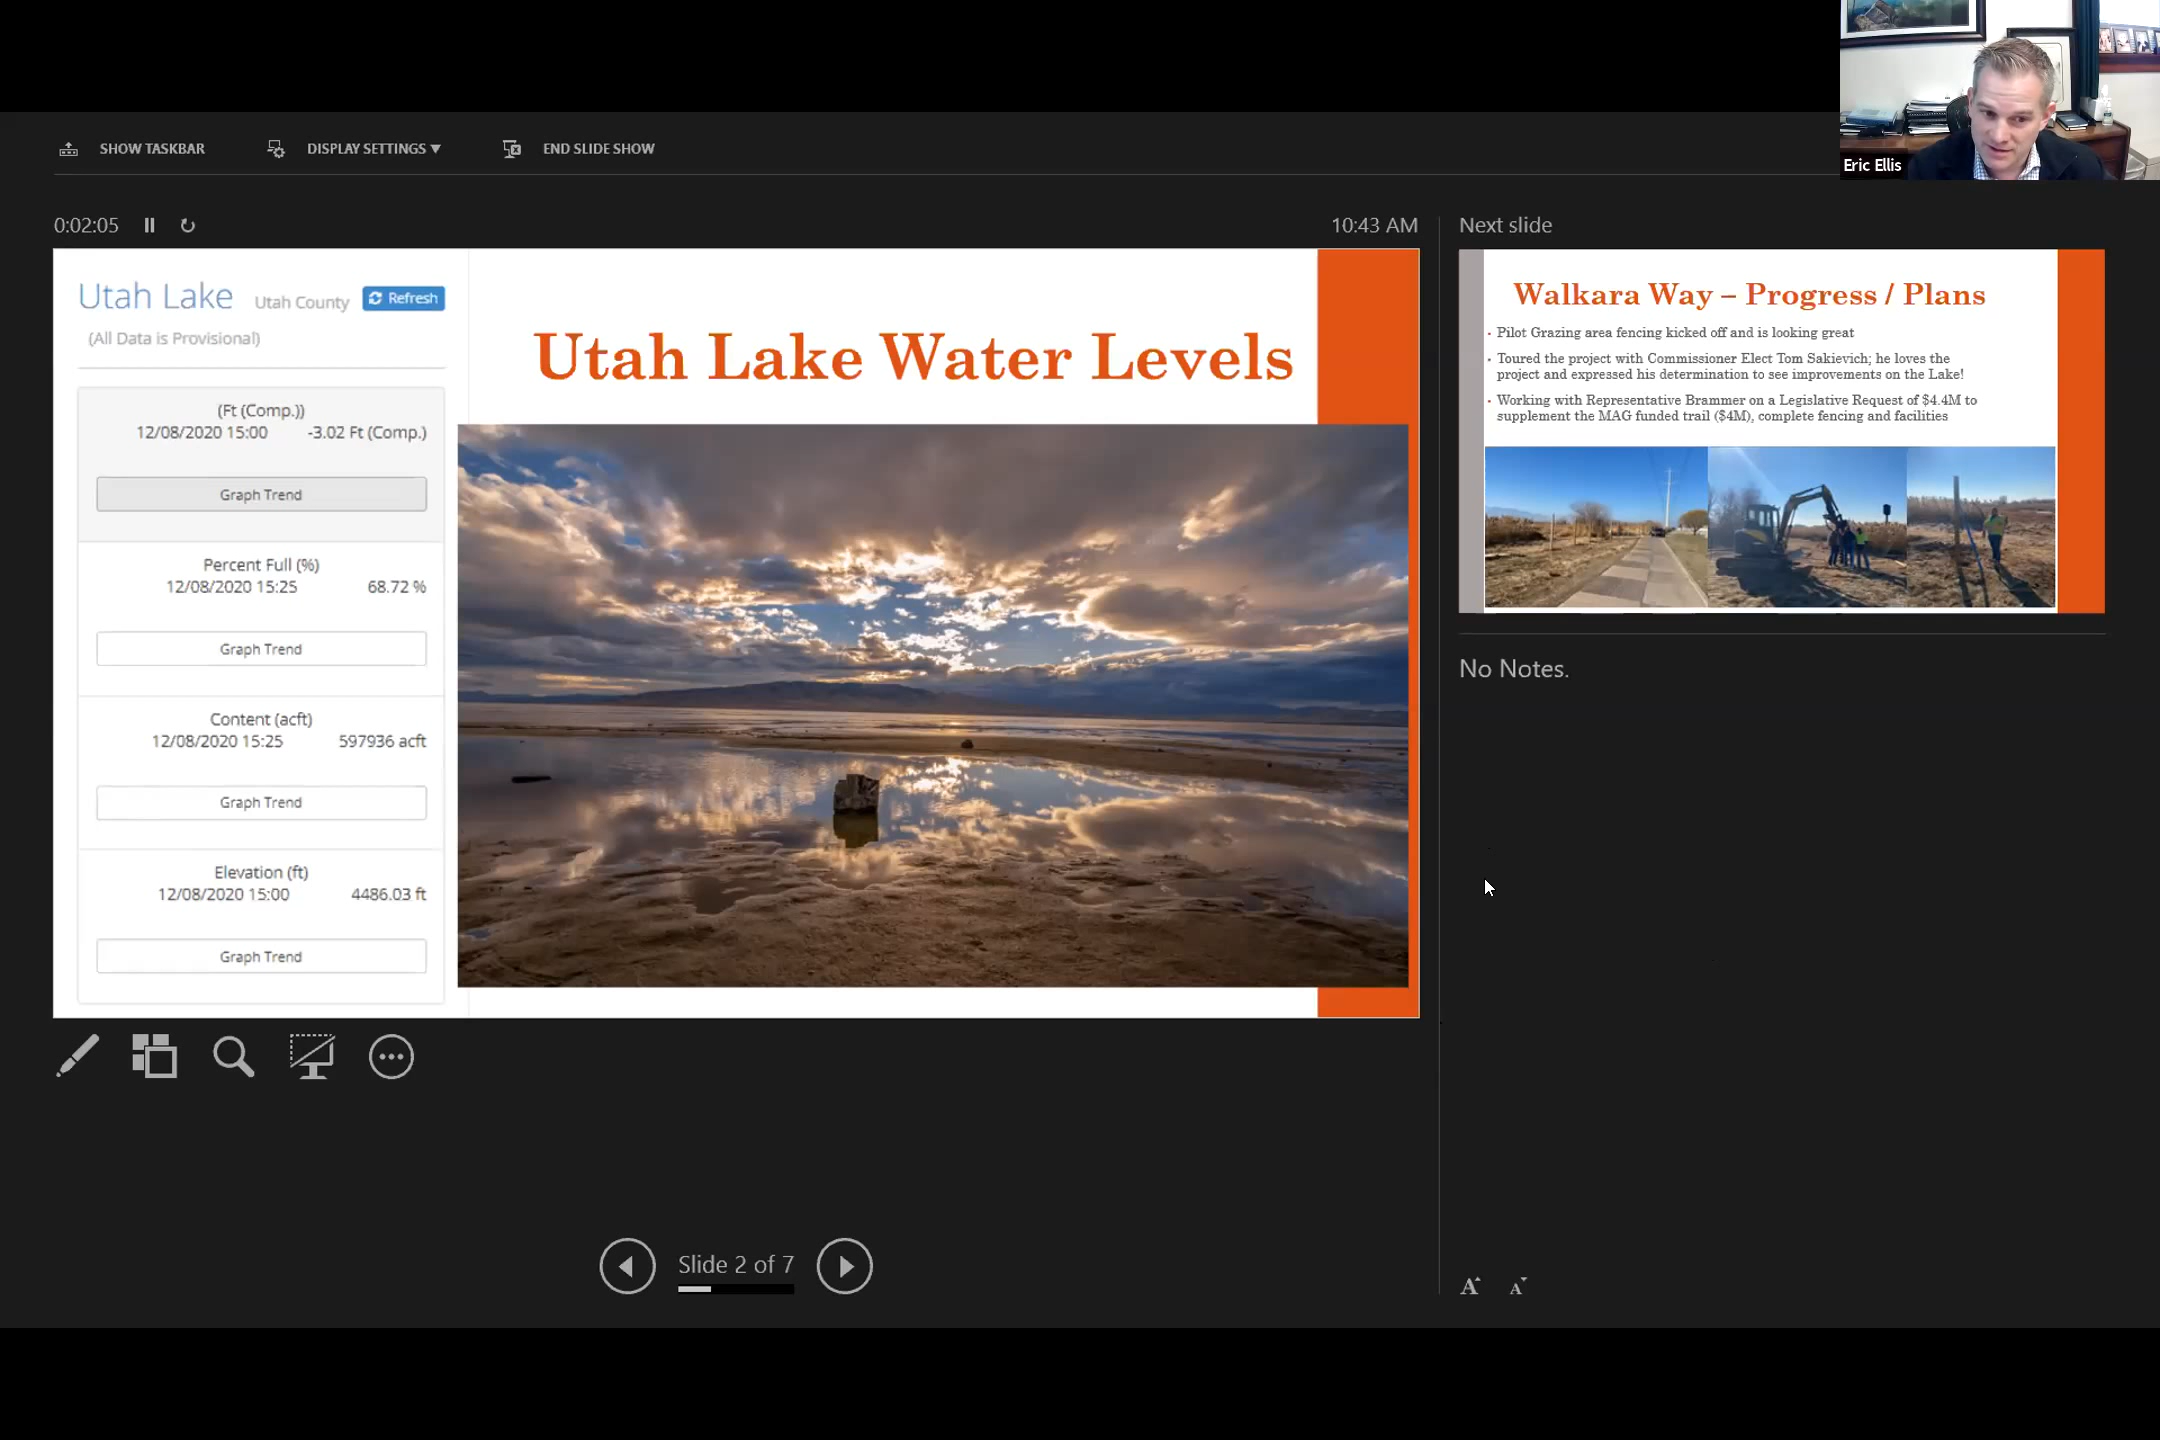 SHOW TASKBAR
DISPLAY SETTINGS ▼
END SLIDE SHOW
Eric Ellis
0:02:05
10:43 AM
Utah Lake Utah County Refresh
(All Data is Provisional)
(Ft (Comp.))
12/08/2020 15:00 -3.02 Ft (Comp.)
Graph Trend
Percent Full (%)
12/08/2020 15:25 68.72 %
Graph Trend
Content (acft)
12/08/2020 15:25 597936 acft
Graph Trend
Elevation (ft)
12/08/2020 15:00 4486.03 ft
Graph Trend
Utah Lake Water Levels
Next slide
Walkara Way – Progress / Plans
• Pilot Grazing area fencing kicked off and is looking great
• Toured the project with Commissioner Elect Tom Sakievich; he loves the
project and expressed his determination to see improvements on the Lake!
• Working with Representative Brammer on a Legislative Request of $4.4M to
supplement the MAG funded trail ($4M), complete fencing and facilities
No Notes.
Slide 2 of 7
A A